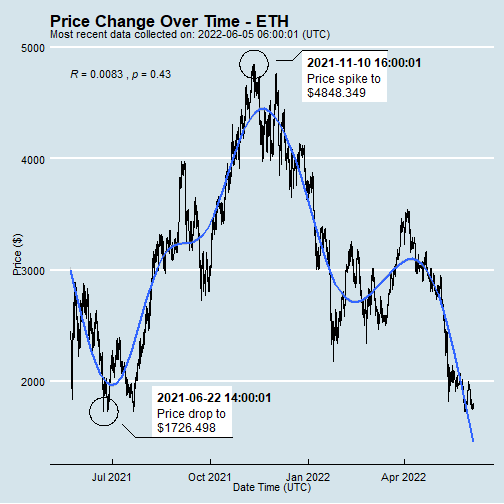 Price Change Over Time - ETH
Most recent data collected on: 2022-06-05 06:00:01 (UTC)
5000
R = 0.0083 , p = 0.43
2021-11-10 16:00:01
Price spike to
$4848.349
4000
Price ($)
3000
2000
2021-06-22 14:00:01
Price drop to
$1726.498
Jul 2021
Oct 2021
Jan 2022
Apr 2022
Date Time (UTC)